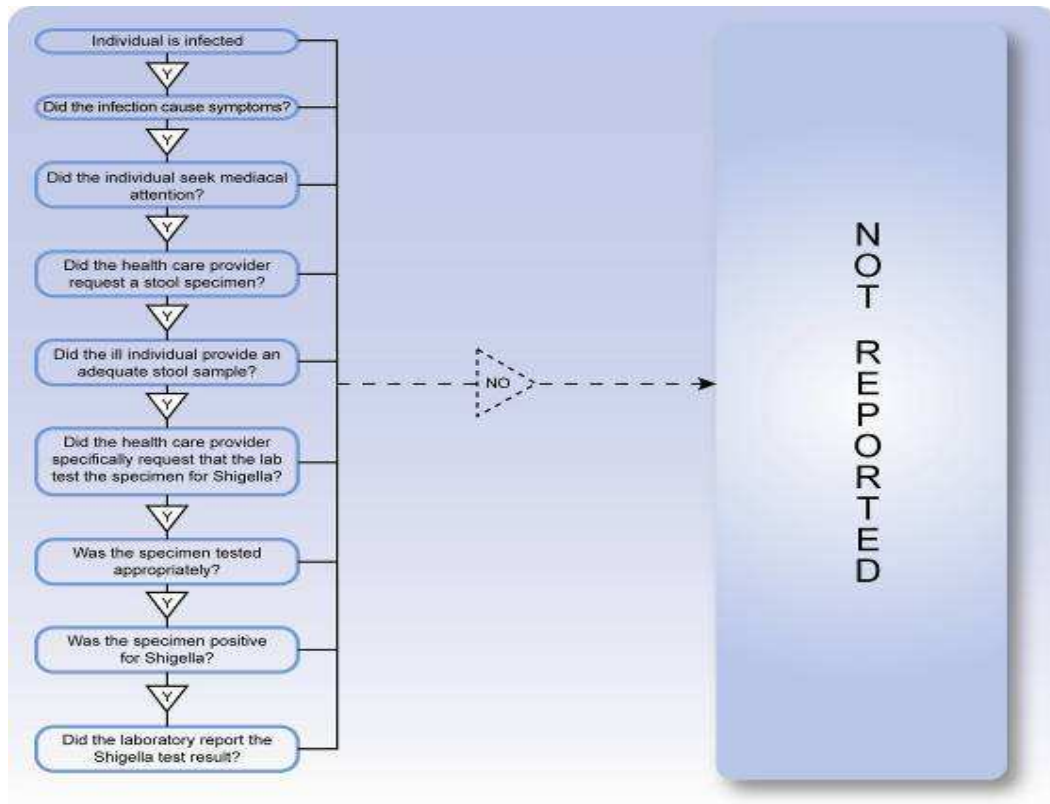 Individual is infected
Y
Did the infection cause symptoms?
Y
Did the individual seek mediacal
attention?
Y
Did the health care provider
request a stool specimen?
Y
Did the ill individual provide an
adequate stool sample?
Y
Did the health care provider
specifically request that the lab
test the specimen for Shigella?
Y
Was the specimen tested
appropriately?
Y
Was the specimen positive
for Shigella?
Y
Did the laboratory report the
Shigella test result?
NO
NOT REPORTED